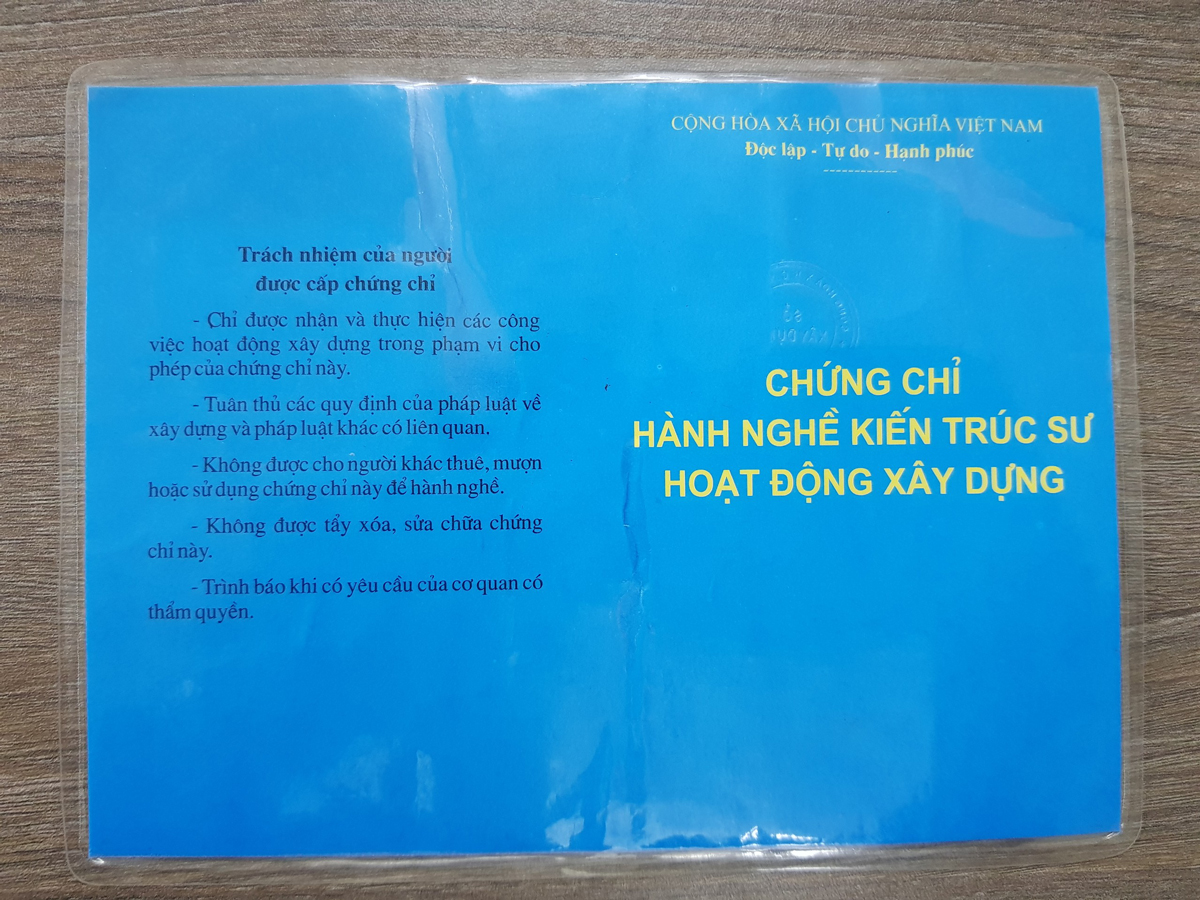 Trách nhiệm của người
được cấp chứng chỉ
- Chỉ được nhận và thực hiện các công
việc hoạt động xây dựng trong phạm vi cho
phép của chứng chỉ này.
- Tuân thủ các quy định của pháp luật về
xây dựng và pháp luật khác có liên quan.
- Không được cho người khác thuê, mượn
hoặc sử dụng chứng chỉ này để hành nghề.
- Không được tẩy xóa, sửa chữa chứng
chỉ này.
- Trình báo khi có yêu cầu của cơ quan có
thẩm quyền.
CỘNG HÒA XÃ HỘI CHỦ NGHĨA VIỆT NAM
Độc lập - Tự do - Hạnh phúc
------------
CHỨNG CHỈ
HÀNH NGHỀ KIẾN TRÚC SƯ
HOẠT ĐỘNG XÂY DỰNG